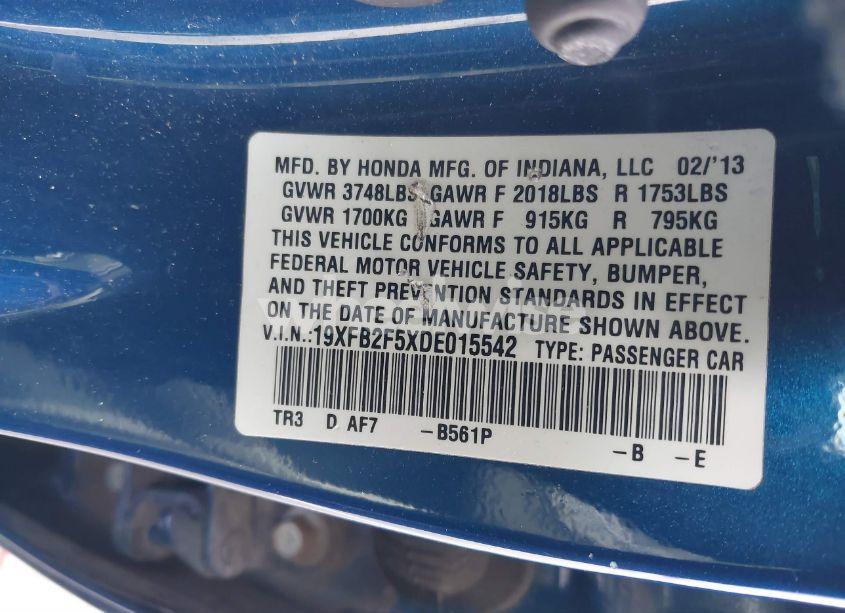 MFD. BY HONDA MFG. OF INDIANA, LLC 02/'13
GVWR 3748LBS GAWR F 2018LBS R 1753LBS
GVWR 1700KG GAWR F 915KG R 795KG
THIS VEHICLE CONFORMS TO ALL APPLICABLE
FEDERAL MOTOR VEHICLE SAFETY, BUMPER,
AND THEFT PREVENTION STANDARDS IN EFFECT
ON THE DATE OF MANUFACTURE SHOWN ABOVE.
V.I.N.:19XFB2F5XDE015542 TYPE: PASSENGER CAR
TR3 D AF7 -B561P -B -E